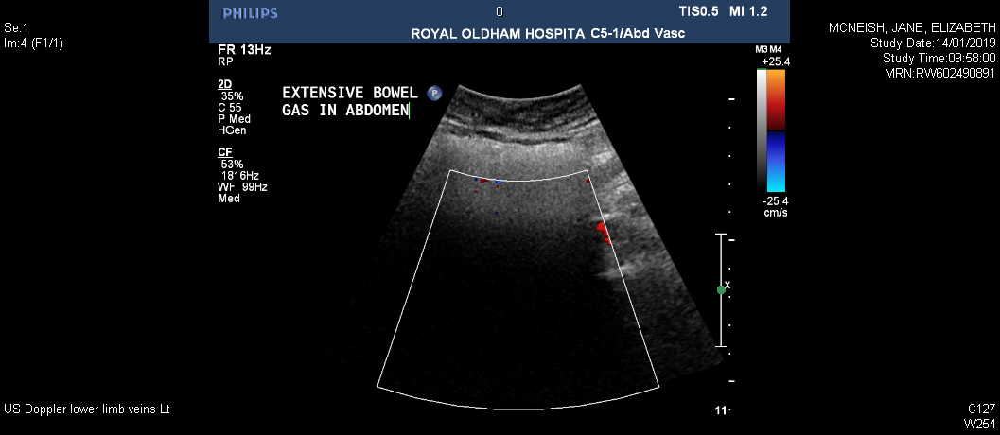 Se:1
Im:4 (F1/1)
PHILIPS
0
TIS0.5 MI 1.2
ROYAL OLDHAM HOSPITA C5-1/Abd Vasc
MCNEISH, JANE, ELIZABETH
Study Date:14/01/2019
Study Time:09:58:00
MRN:RW602490891
FR 13Hz
RP
2D
35%
C 55
P Med
HGen
CF
53%
1816Hz
WF 99Hz
Med
EXTENSIVE BOWEL
GAS IN ABDOMEN
P
M3 M4
+25.4
-25.4
cm/s
X
11
US Doppler lower limb veins Lt
C127
W254